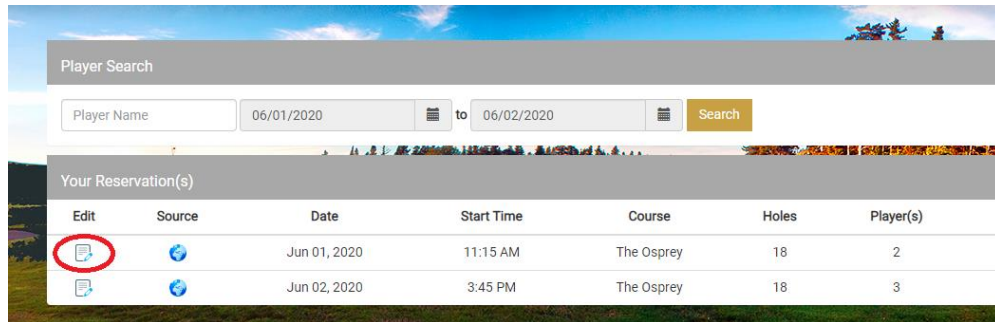 Player Search
Player Name 06/01/2020 to 06/02/2020 Search
Your Reservation(s)
Edit Source Date Start Time Course Holes Player(s)
Jun 01, 2020 11:15 AM The Osprey 18 2
Jun 02, 2020 3:45 PM The Osprey 18 3